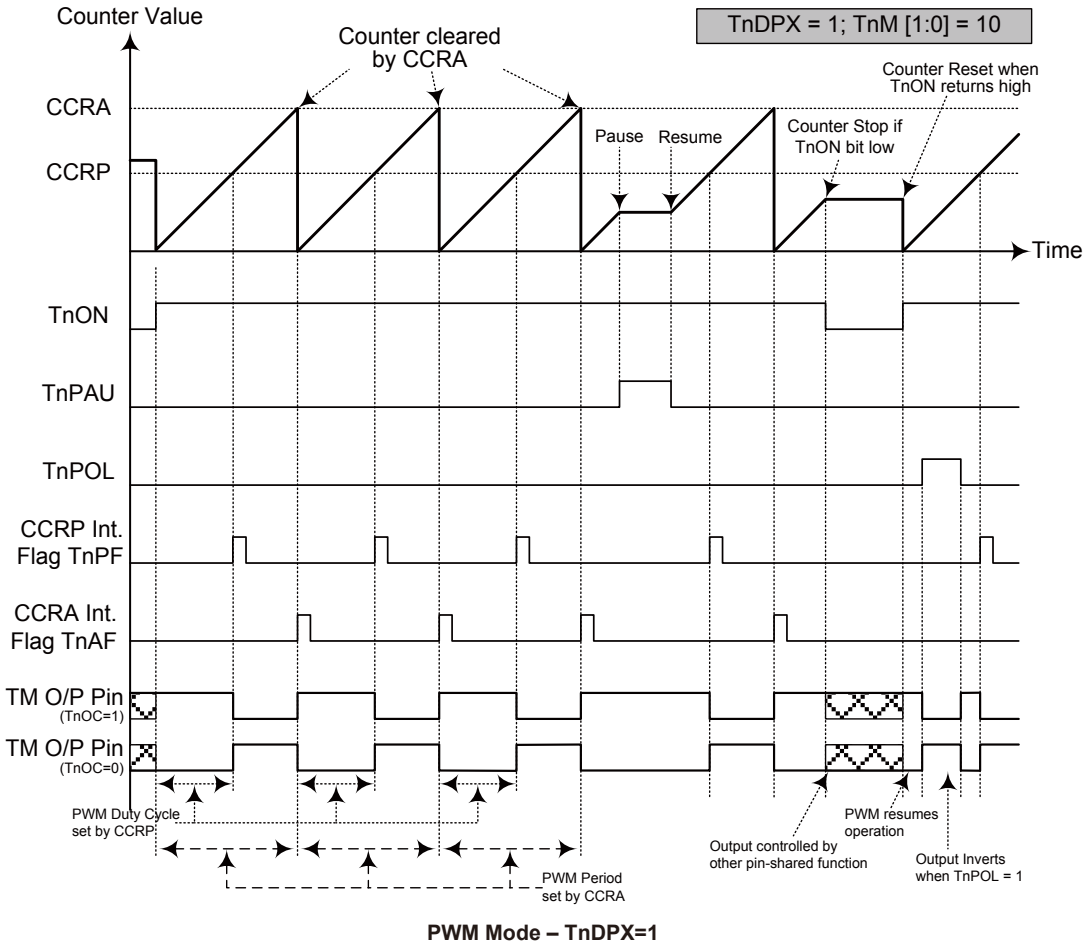 Counter Value
TnDPX = 1; TnM [1:0] = 10
Counter cleared
by CCRA
Counter Reset when
TnON returns high
CCRA
Pause
Resume
Counter Stop if
TnON bit low
CCRP
Time
TnON
TnPAU
TnPOL
CCRP Int.
Flag TnPF
CCRA Int.
Flag TnAF
TM O/P Pin
(TnOC=1)
TM O/P Pin
(TnOC=0)
PWM Duty Cycle
set by CCRP
PWM resumes
operation
Output controlled by
other pin-shared function
Output Inverts
when TnPOL = 1
PWM Period
set by CCRA
PWM Mode – TnDPX=1